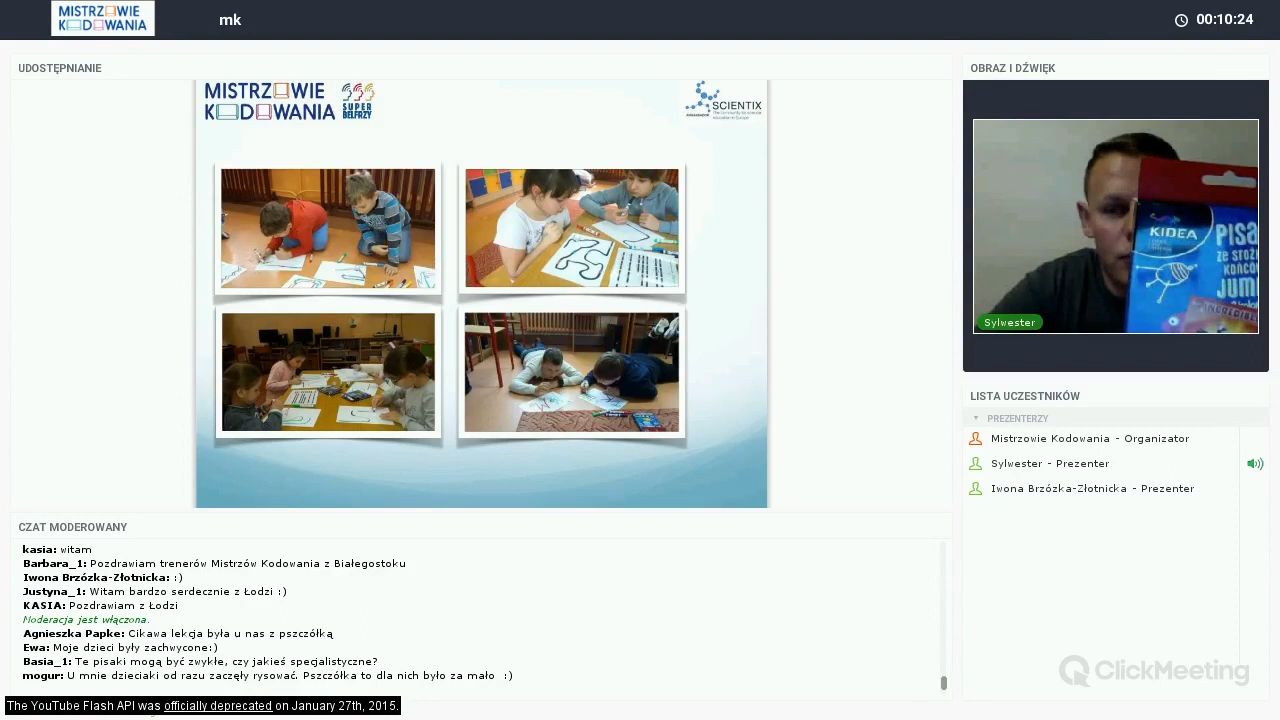 MISTRZOWIE
KODOWANIA
mk
00:10:24
UDOSTĘPNIANIE
OBRAZ I DŹWIĘK
MISTRZOWIE
KODOWANIA
SUPER
BELFRZY
SCIENTIX
KIDEA
PISA
ZE
KOŃCÓ
JUM
Sylwester
LISTA UCZESTNIKÓW
PREZENTERZY
Mistrzowie Kodowania - Organizator
Sylwester - Prezenter
Iwona Brzózka-Złotnicka - Prezenter
CZAT MODEROWANY
kasia: witam
Barbara_1: Pozdrawiam trenerów Mistrzów Kodowania z Białegostoku
Iwona Brzózka-Złotnicka: :)
Justyna_1: Witam bardzo serdecznie z Łodzi :)
KASIA: Pozdrawiam z Łodzi
Moderacja jest włączona.
Agnieszka Papke: Cikawa lekcja była u nas z pszczółką
Ewa: Moje dzieci były zachwycone:)
Basia_1: Te pisaki mogą być zwykłe, czy jakieś specjalistyczne?
mogur: U mnie dzieciaki od razu zaczęły rysować. Pszczółka to dla nich było za mało :)
ClickMeeting
The YouTube Flash API was officially deprecated on January 27th, 2015.